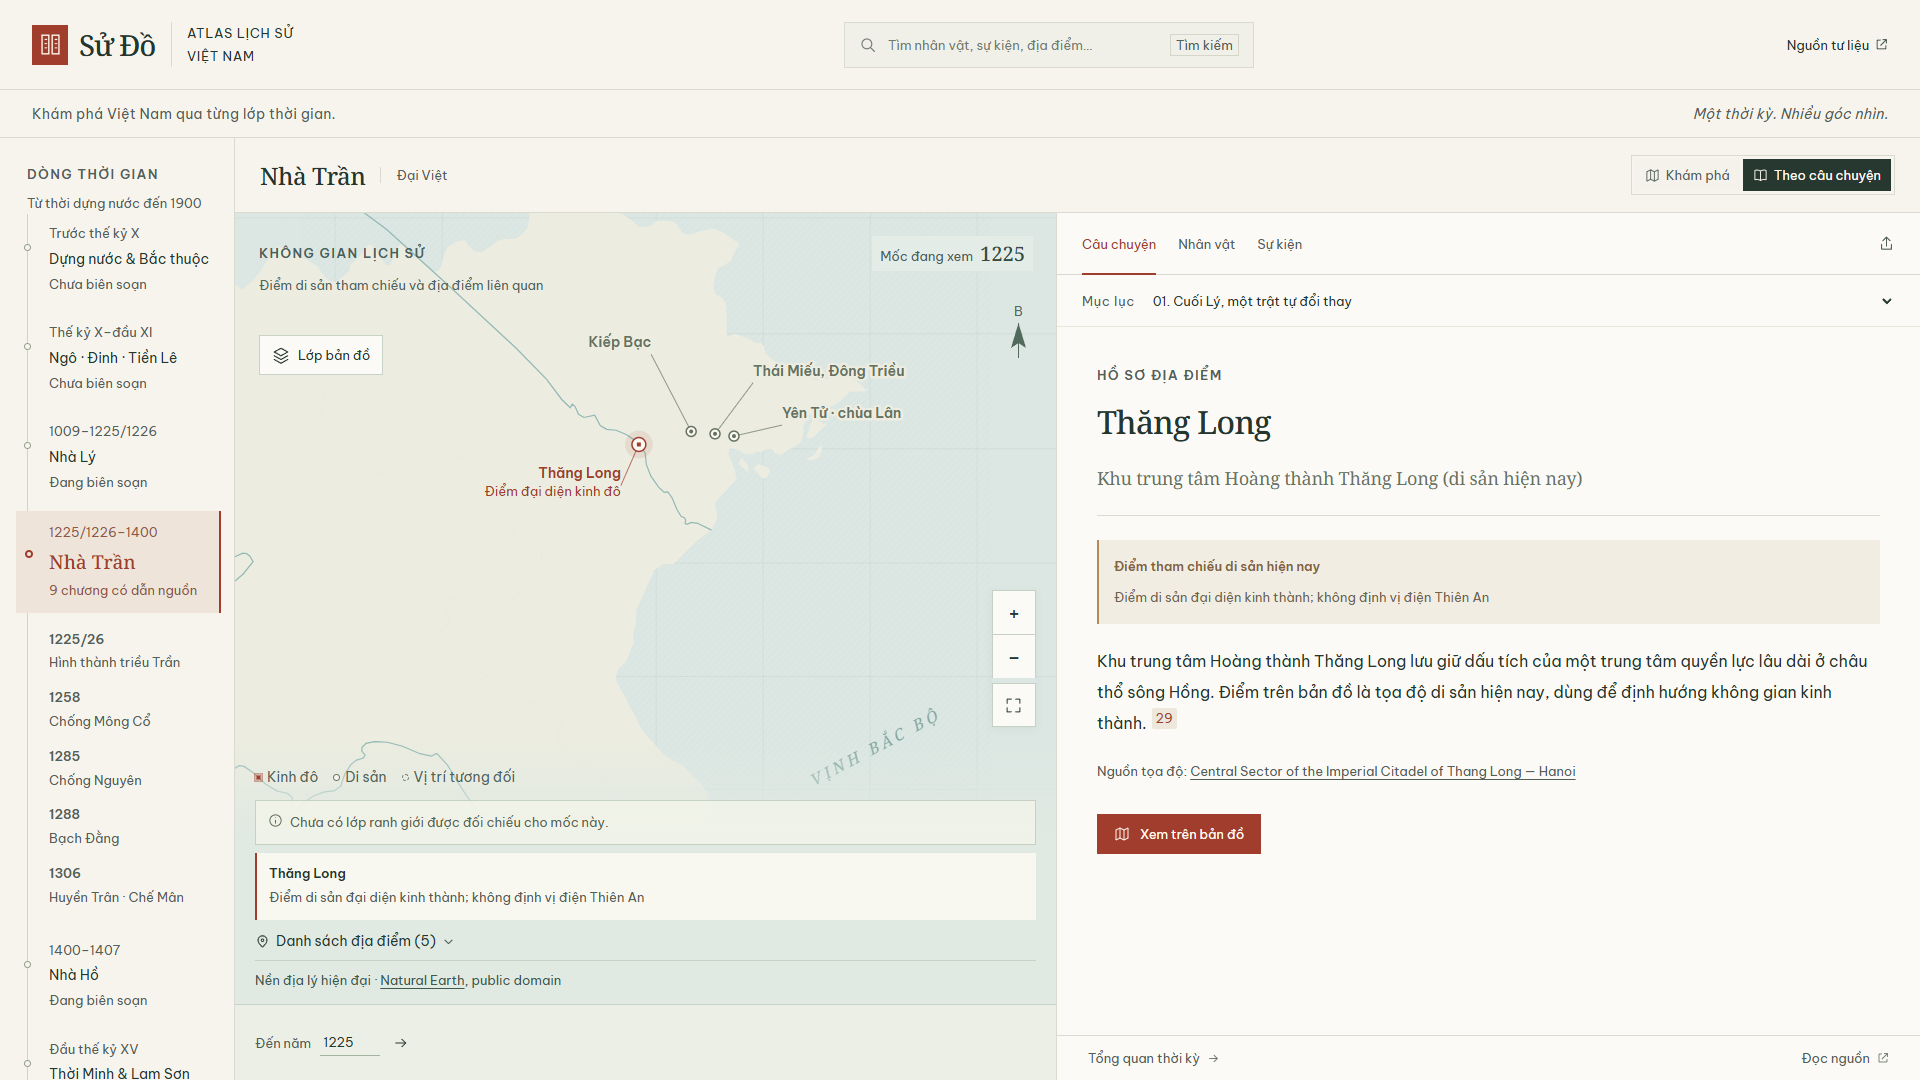 Sử Đồ
ATLAS LỊCH SỬ
VIỆT NAM
Tìm nhân vật, sự kiện, địa điểm...
Tìm kiếm
Nguồn tư liệu
Khám phá Việt Nam qua từng lớp thời gian.
Một thời kỳ. Nhiều góc nhìn.
DÒNG THỜI GIAN
Từ thời dựng nước đến 1900
Trước thế kỷ X
Dựng nước & Bắc thuộc
Chưa biên soạn
Thế kỷ X–đầu XI
Ngô · Đinh · Tiền Lê
Chưa biên soạn
1009–1225/1226
Nhà Lý
Đang biên soạn
1225/1226–1400
Nhà Trần
9 chương có dẫn nguồn
1225/26
Hình thành triều Trần
1258
Chống Mông Cổ
1285
Chống Nguyên
1288
Bạch Đằng
1306
Huyền Trân · Chế Mân
1400–1407
Nhà Hồ
Đang biên soạn
Đầu thế kỷ XV
Thời Minh & Lam Sơn
Nhà Trần
Đại Việt
Khám phá
Theo câu chuyện
KHÔNG GIAN LỊCH SỬ
Điểm di sản tham chiếu và địa điểm liên quan
Mốc đang xem 1225
Lớp bản đồ
B
Kiếp Bạc
Thái Miếu, Đông Triều
Yên Tử · chùa Lân
Thăng Long
Điểm đại diện kinh đô
+
−
VỊNH BẮC BỘ
Kinh đô
Di sản
Vị trí tương đối
Chưa có lớp ranh giới được đối chiếu cho mốc này.
Thăng Long
Điểm di sản đại diện kinh thành; không định vị điện Thiên An
Danh sách địa điểm (5)
Nền địa lý hiện đại · Natural Earth, public domain
Đến năm 1225
Câu chuyện
Nhân vật
Sự kiện
Mục lục
01. Cuối Lý, một trật tự đổi thay
HỒ SƠ ĐỊA ĐIỂM
Thăng Long
Khu trung tâm Hoàng thành Thăng Long (di sản hiện nay)
Điểm tham chiếu di sản hiện nay
Điểm di sản đại diện kinh thành; không định vị điện Thiên An
Khu trung tâm Hoàng thành Thăng Long lưu giữ dấu tích của một trung tâm quyền lực lâu dài ở châu
thổ sông Hồng. Điểm trên bản đồ là tọa độ di sản hiện nay, dùng để định hướng không gian kinh
thành. 29
Nguồn tọa độ: Central Sector of the Imperial Citadel of Thang Long — Hanoi
Xem trên bản đồ
Tổng quan thời kỳ →
Đọc nguồn